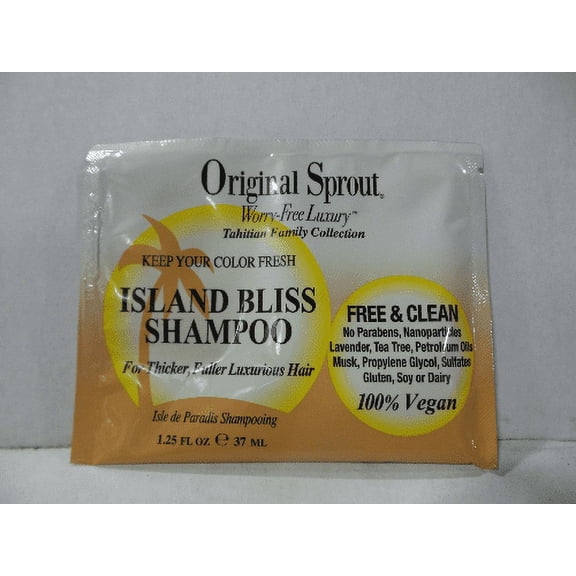 Original Sprout®
Worry-Free Luxury™
Tahitian Family Collection
KEEP YOUR COLOR FRESH
ISLAND BLISS
SHAMPOO
For Thicker, Fuller Luxurious Hair
Isle de Paradis Shampooing
1.25 FL OZ ℮ 37 ML
FREE & CLEAN
No Parabens, Nanoparticles
Lavender, Tea Tree, Petroleum Oils
Musk, Propylene Glycol, Sulfates
Gluten, Soy or Dairy
100% Vegan